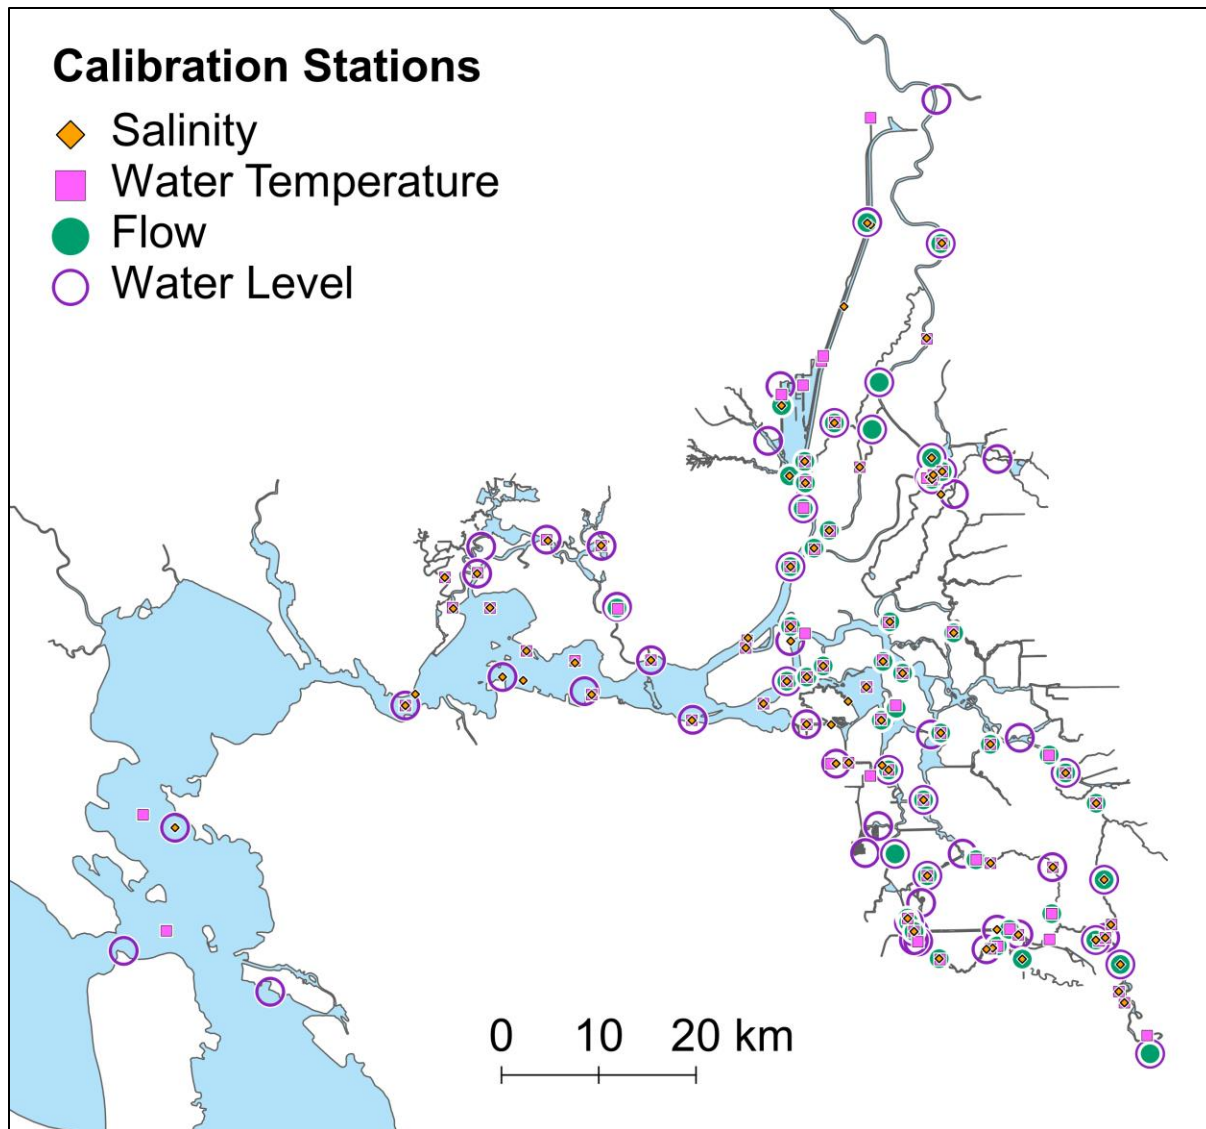 Calibration Stations
Salinity
Water Temperature
Flow
Water Level
0 10 20 km